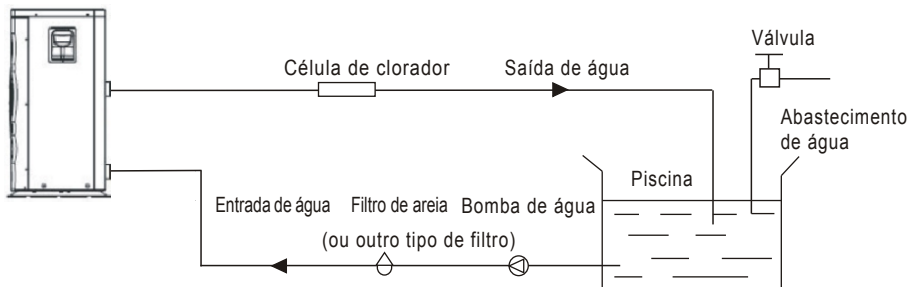 Válvula
Célula de clorador
Saída de água
Abastecimento
de água
Piscina
Entrada de água
Filtro de areia
(ou outro tipo de filtro)
Bomba de água